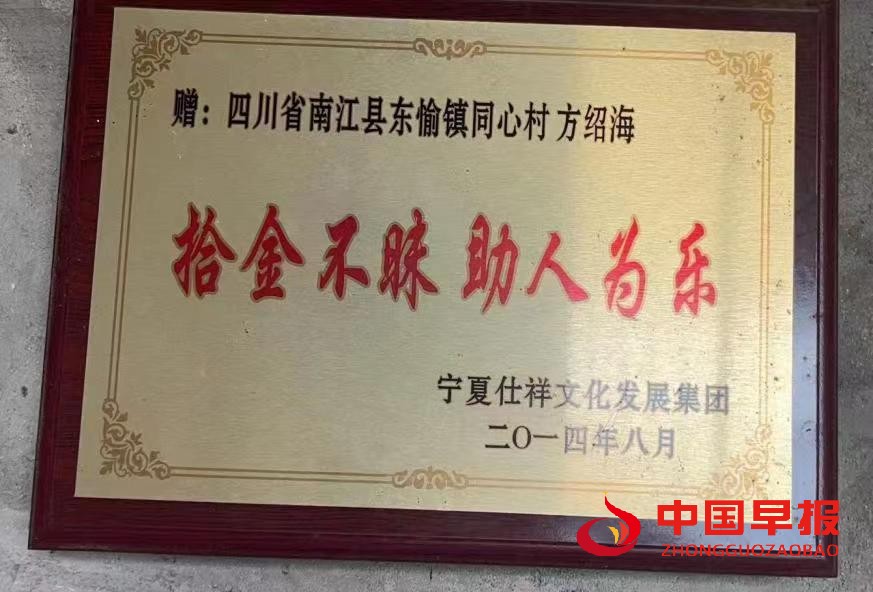 赠：四川省南江县东愉镇同心村 方绍海
拾金不昧 助人为乐
宁夏仕祥文化发展集团
二〇一四年八月
中国早报
ZHONGGUOZAOBAO